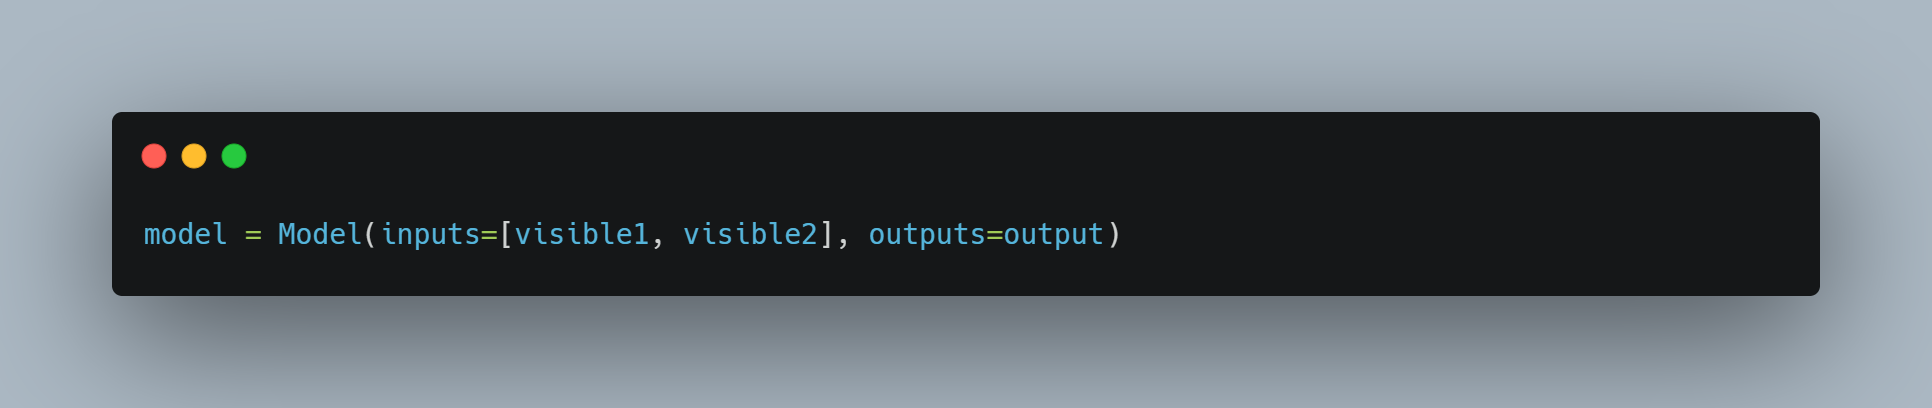 model = Model(inputs=[visible1, visible2], outputs=output)